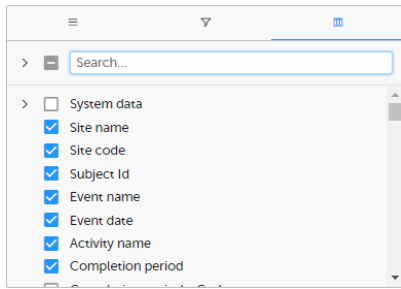 Search...
System data
Site name
Site code
Subject Id
Event name
Event date
Activity name
Completion period